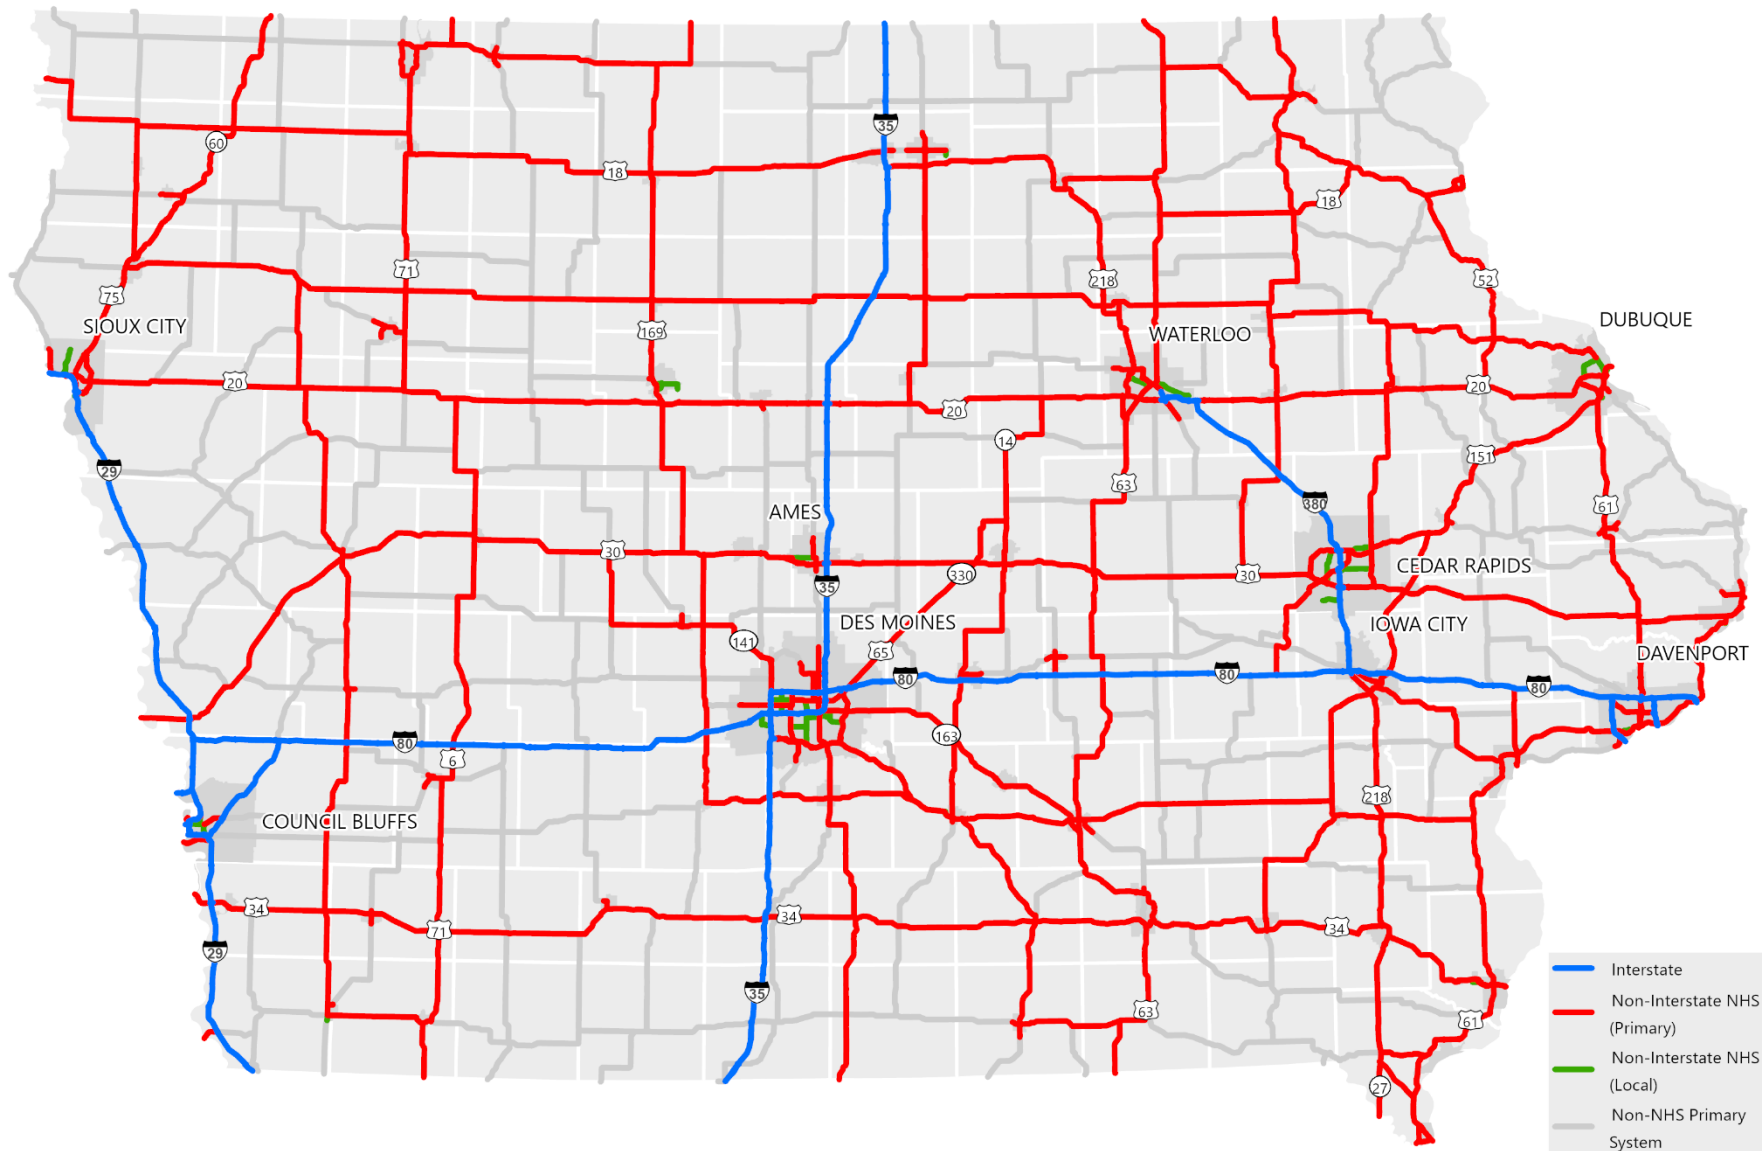 35
60
18
18
71
218
52
75
SIOUX CITY
169
WATERLOO
DUBUQUE
20
20
20
14
151
29
63
380
61
AMES
30
35
330
30
CEDAR RAPIDS
DES MOINES
IOWA CITY
141
65
DAVENPORT
80
80
80
80
163
6
218
COUNCIL BLUFFS
34
34
34
71
29
35
63
61
27
Interstate
Non-Interstate NHS
(Primary)
Non-Interstate NHS
(Local)
Non-NHS Primary
System